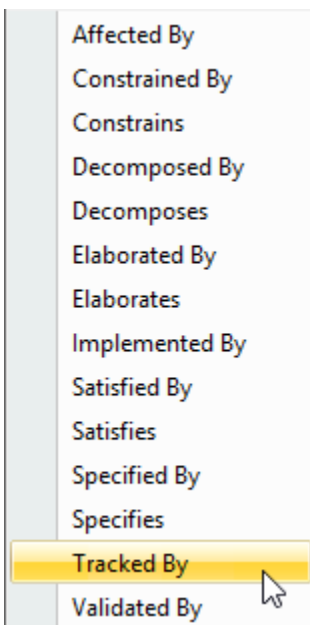 Affected By
Constrained By
Constrains
Decomposed By
Decomposes
Elaborated By
Elaborates
Implemented By
Satisfied By
Satisfies
Specified By
Specifies
Tracked By
Validated By